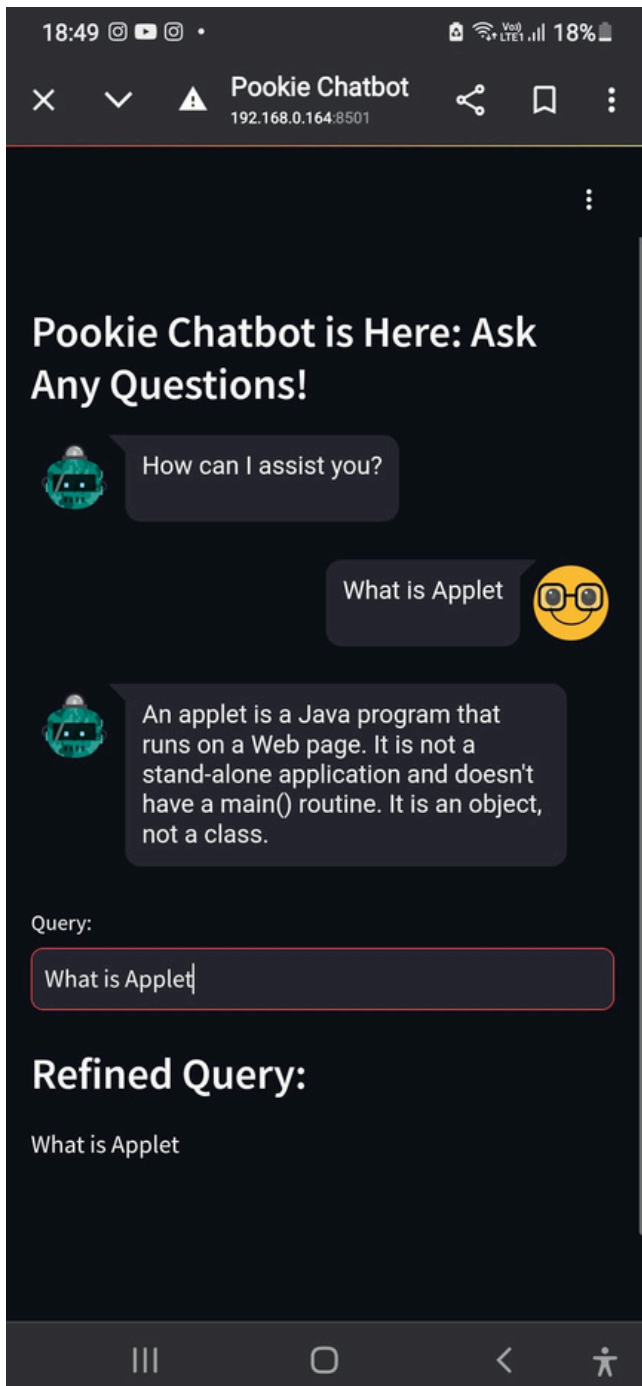 18:49
Vo)) LTE1 18%
Pookie Chatbot
192.168.0.164:8501
Pookie Chatbot is Here: Ask
Any Questions!
How can I assist you?
What is Applet
An applet is a Java program that
runs on a Web page. It is not a
stand-alone application and doesn't
have a main() routine. It is an object,
not a class.
Query:
What is Applet
Refined Query:
What is Applet